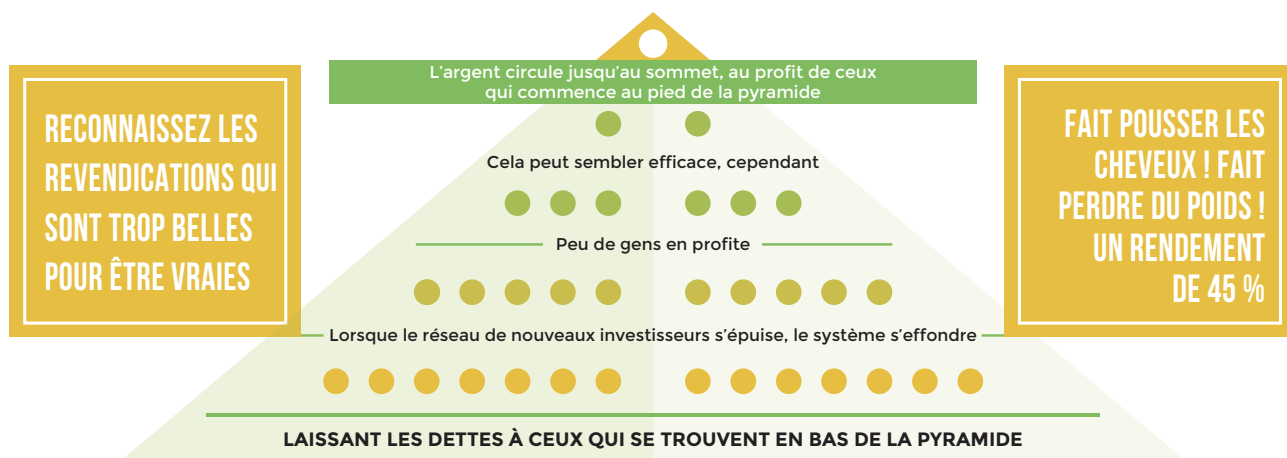 L'argent circule jusqu'au sommet, au profit de ceux
qui commence au pied de la pyramide
RECONNAISSEZ LES
REVENDICATIONS QUI
SONT TROP BELLES
POUR ÊTRE VRAIES
Cela peut sembler efficace, cependant
Peu de gens en profite
Lorsque le réseau de nouveaux investisseurs s'épuise, le système s'effondre
LAISSANT LES DETTES À CEUX QUI SE TROUVENT EN BAS DE LA PYRAMIDE
FAIT POUSSER LES
CHEVEUX ! FAIT
PERDRE DU POIDS !
UN RENDEMENT
DE 45 %